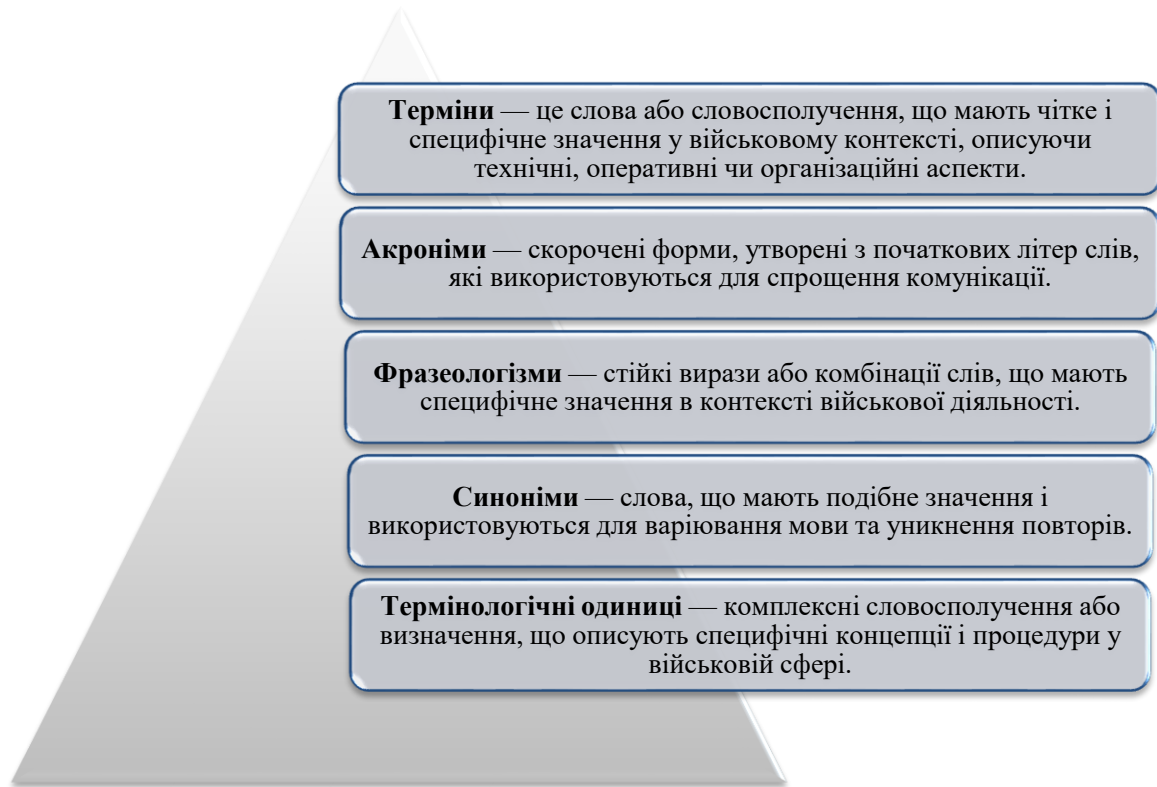 Терміни — це слова або словосполучення, що мають чітке і
специфічне значення у військовому контексті, описуючи
технічні, оперативні чи організаційні аспекти.
Акроніми — скорочені форми, утворені з початкових літер слів,
які використовуються для спрощення комунікації.
Фразеологізми — стійкі вирази або комбінації слів, що мають
специфічне значення в контексті військової діяльності.
Синоніми — слова, що мають подібне значення і
використовуються для варіювання мови та уникнення повторів.
Термінологічні одиниці — комплексні словосполучення або
визначення, що описують специфічні концепції і процедури у
військовій сфері.